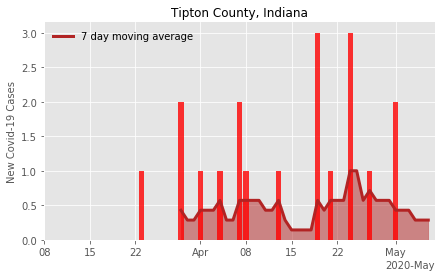 Tipton County, Indiana
7 day moving average
New Covid-19 Cases
3.0
2.5
2.0
1.5
1.0
0.5
0.0
08 15 22 Apr 08 15 22 May
2020-May